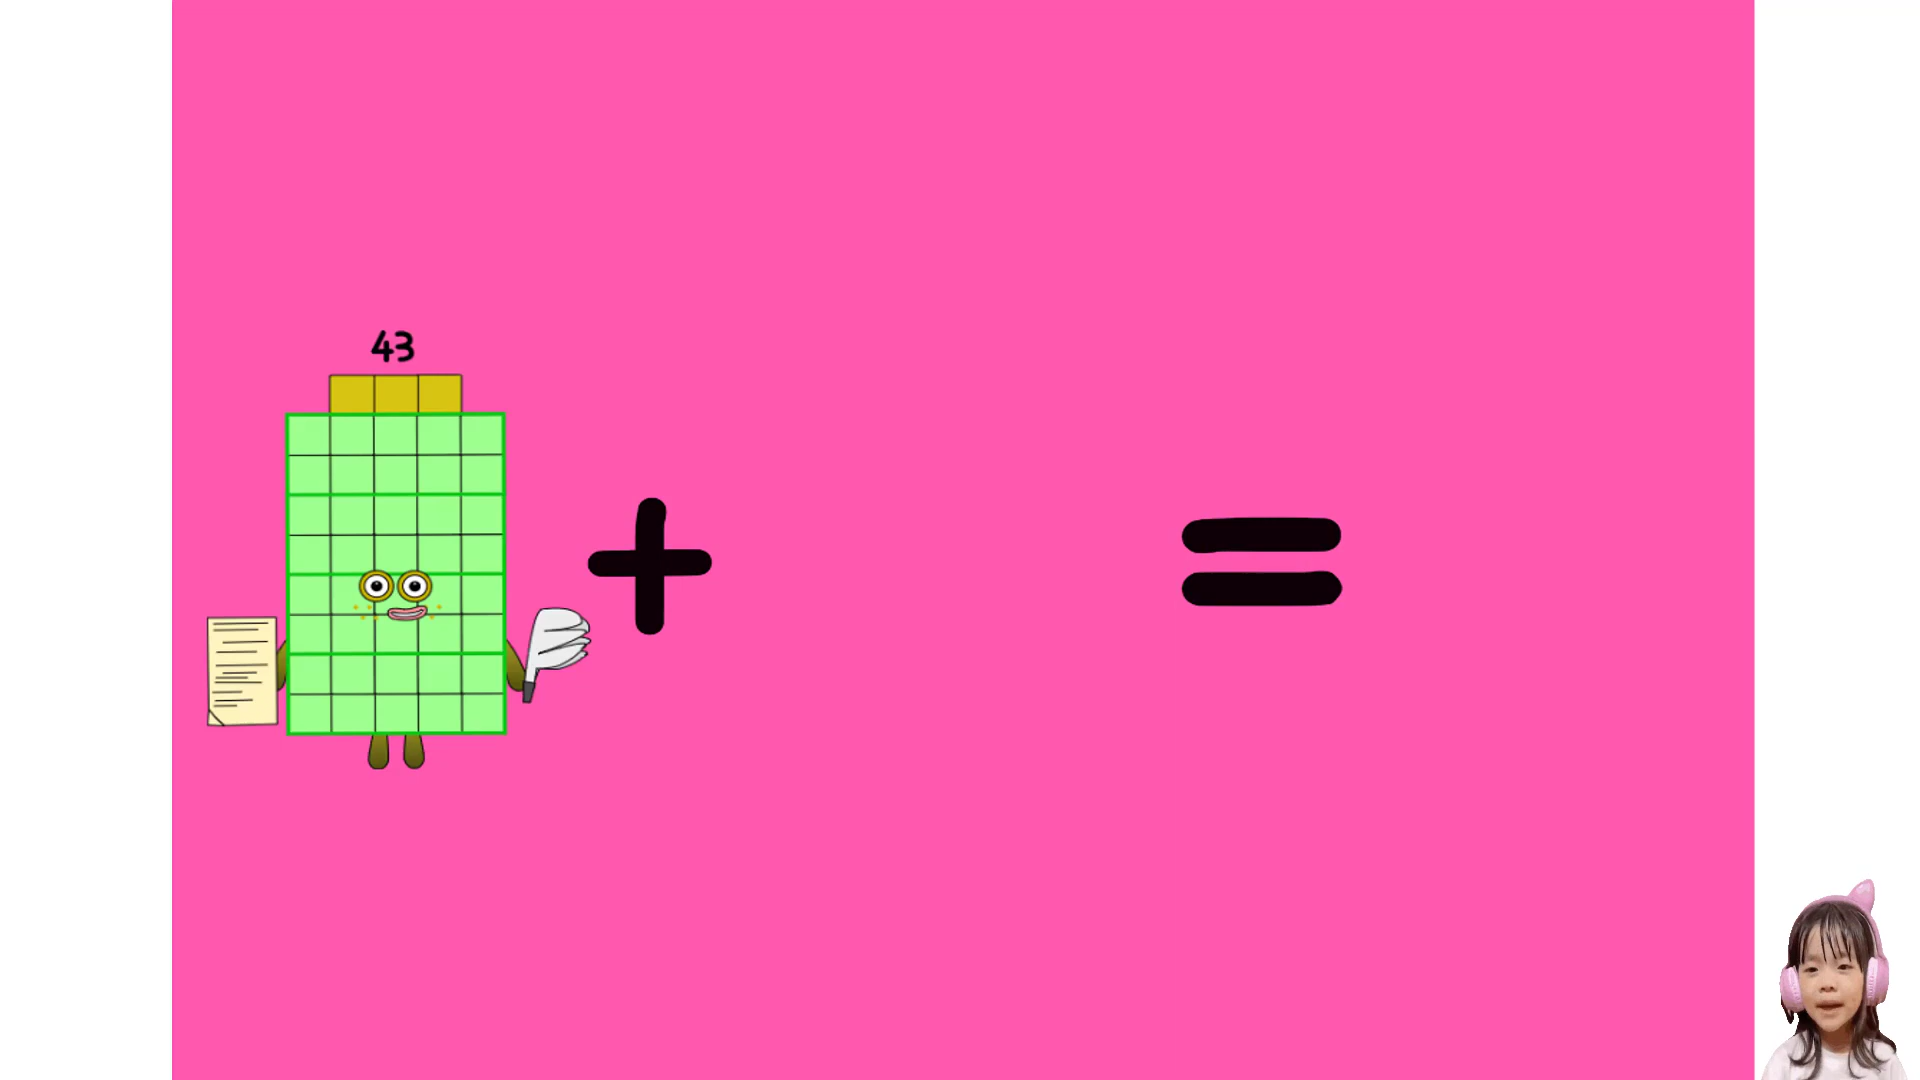 43
+ =